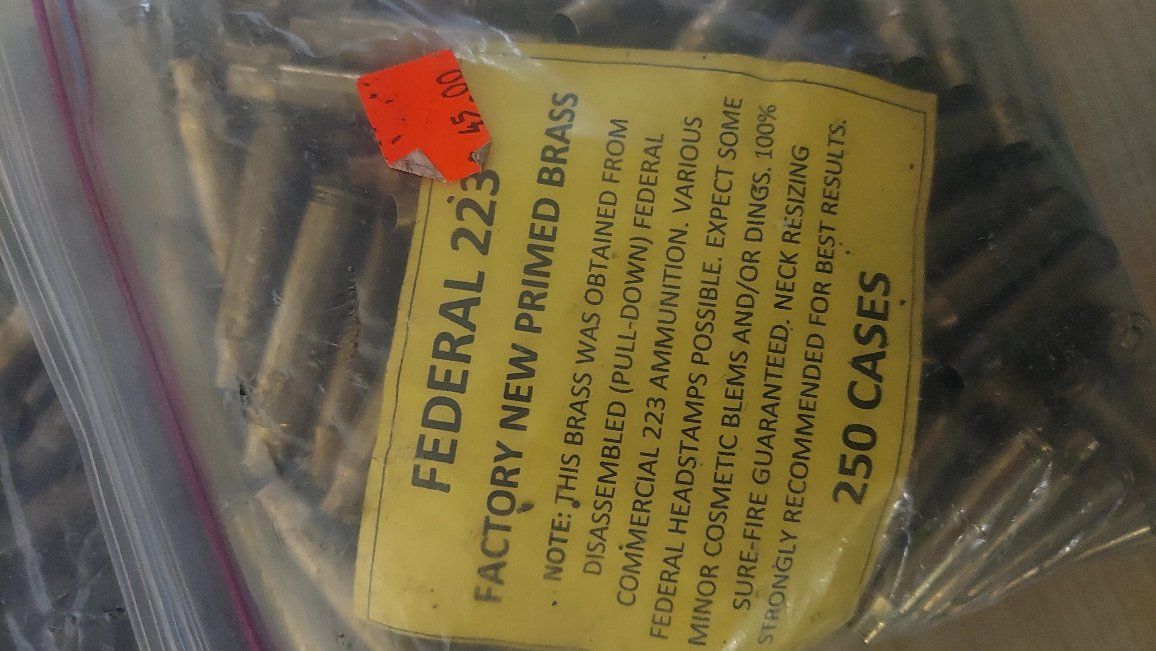 45.00
FEDERAL 223
FACTORY NEW PRIMED BRASS
NOTE: THIS BRASS WAS OBTAINED FROM
DISASSEMBLED (PULL-DOWN) FEDERAL
COMMERCIAL 223 AMMUNITION. VARIOUS
FEDERAL HEADSTAMPS POSSIBLE. EXPECT SOME
MINOR COSMETIC BLEMS AND/OR DINGS. 100%
SURE-FIRE GUARANTEED. NECK RESIZING
STRONGLY RECOMMENDED FOR BEST RESULTS.
250 CASES